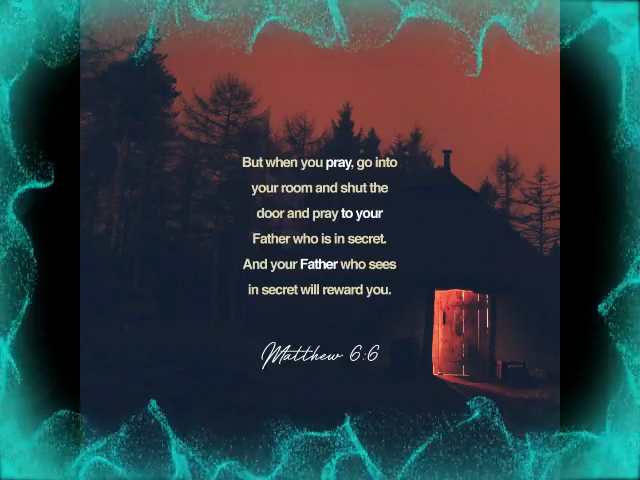 But when you pray, go into
your room and shut the
door and pray to your
Father who is in secret.
And your Father who sees
in secret will reward you.
Matthew 6:6